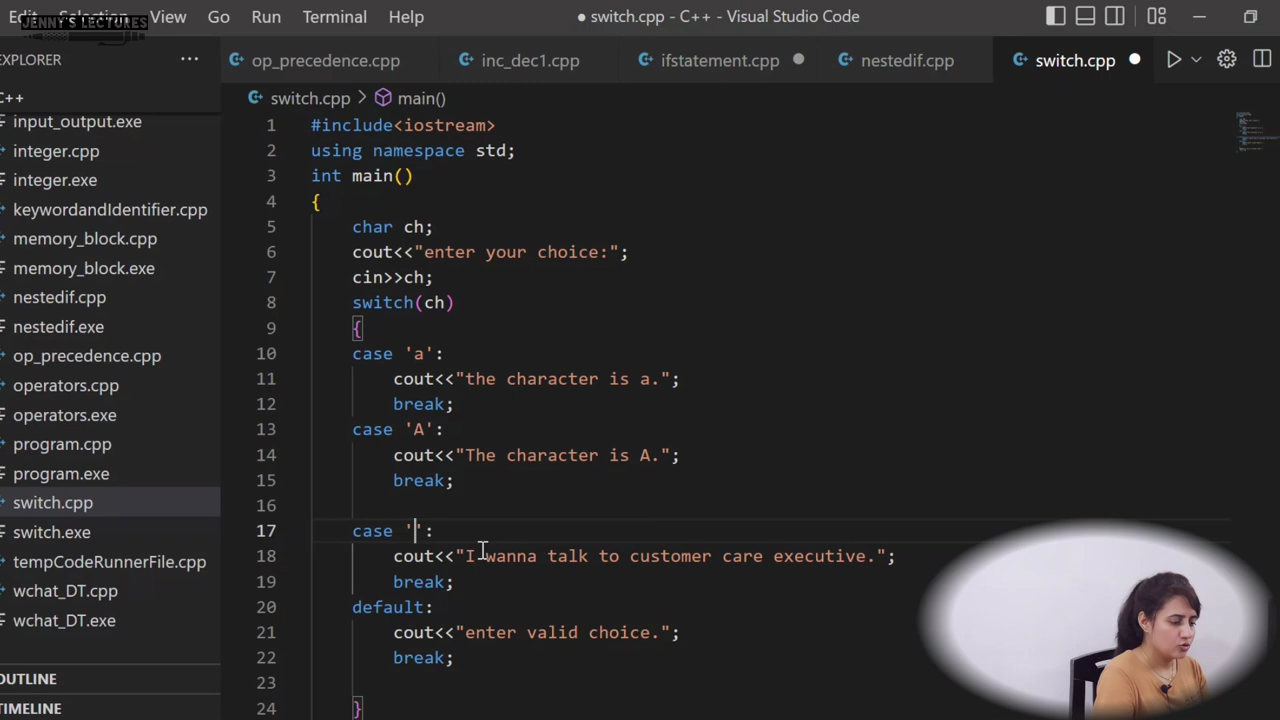 Edit Selection View Go Run Terminal Help
JENNY'S LECTURES
● switch.cpp - C++ - Visual Studio Code
EXPLORER ...
op_precedence.cpp inc_dec1.cpp ifstatement.cpp nestedif.cpp switch.cpp
C++
switch.cpp > main()
input_output.exe
integer.cpp
integer.exe
keywordandIdentifier.cpp
memory_block.cpp
memory_block.exe
nestedif.cpp
nestedif.exe
op_precedence.cpp
operators.cpp
operators.exe
program.cpp
program.exe
switch.cpp
switch.exe
tempCodeRunnerFile.cpp
wchat_DT.cpp
wchat_DT.exe
OUTLINE
TIMELINE
1 #include<iostream>
2 using namespace std;
3 int main()
4 {
5 char ch;
6 cout<<"enter your choice:";
7 cin>>ch;
8 switch(ch)
9 {
10 case 'a':
11 cout<<"the character is a.";
12 break;
13 case 'A':
14 cout<<"The character is A.";
15 break;
16
17 case '':
18 cout<<"I wanna talk to customer care executive.";
19 break;
20 default:
21 cout<<"enter valid choice.";
22 break;
23
24 }